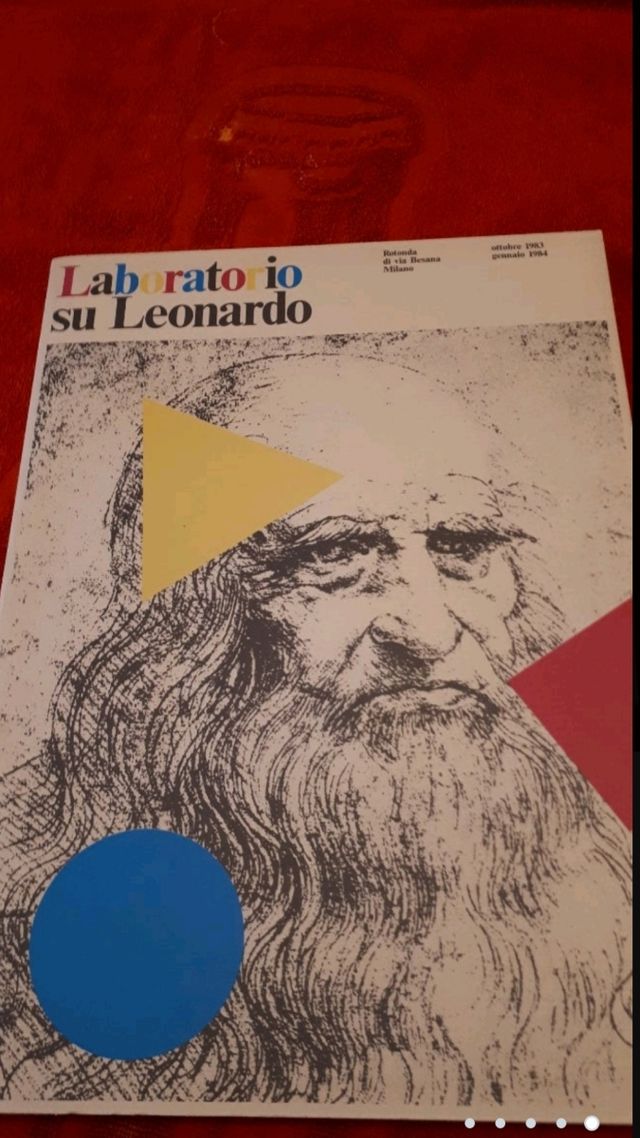 Laboratorio
su Leonardo
Rotonda
di via Besana
Milano
ottobre 1983
gennaio 1984